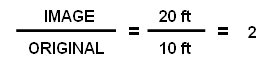 IMAGE = 20 ft = 2
ORIGINAL 10 ft